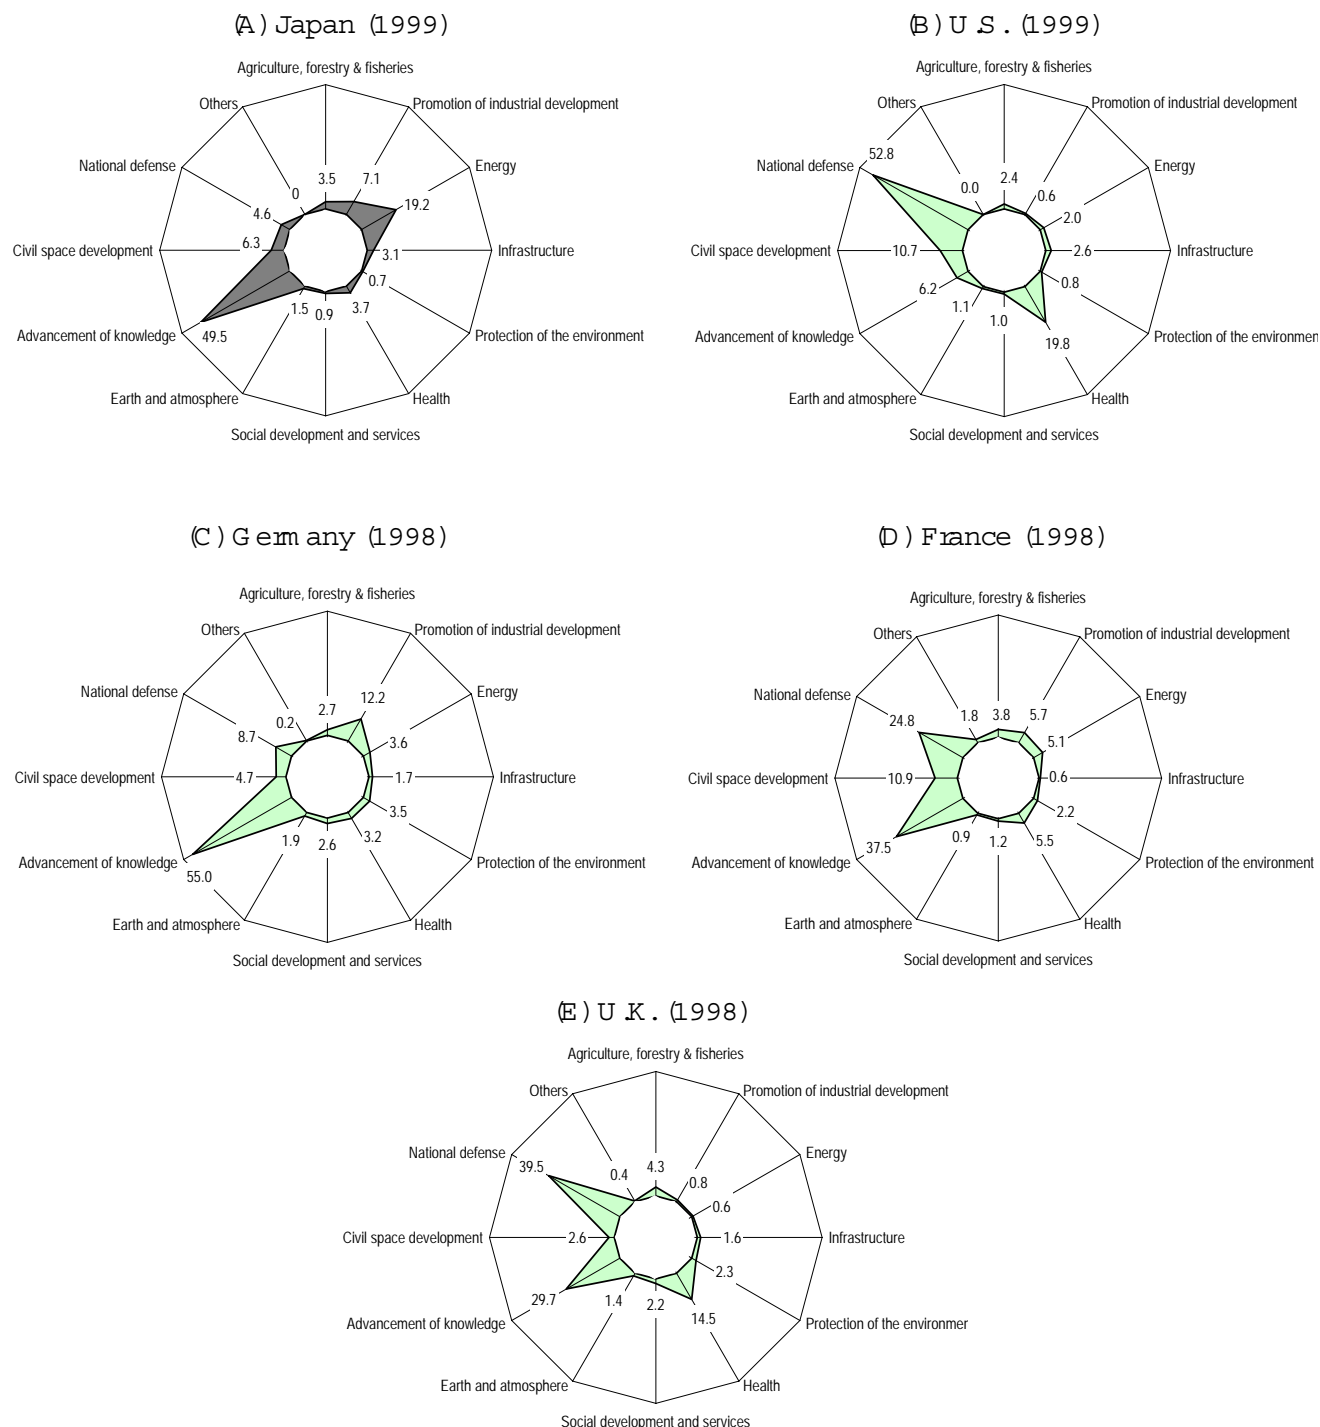 (A) Japan (1999)
Agriculture, forestry & fisheries
Others
Promotion of industrial development
National defense
Energy
3.5
7.1
0
19.2
4.6
Civil space development
6.3
3.1
Infrastructure
0.7
1.5
0.9
3.7
Advancement of knowledge
49.5
Protection of the environment
Earth and atmosphere
Health
Social development and services
(B) U.S. (1999)
Agriculture, forestry & fisheries
Others
Promotion of industrial development
52.8
National defense
Energy
0.0
2.4
0.6
2.0
Civil space development
10.7
2.6
Infrastructure
6.2
0.8
1.1
1.0
19.8
Advancement of knowledge
Protection of the environmen
Earth and atmosphere
Health
Social development and services
(C) Germany (1998)
Agriculture, forestry & fisheries
Others
Promotion of industrial development
National defense
Energy
12.2
0.2
2.7
8.7
3.6
Civil space development
4.7
1.7
Infrastructure
3.5
1.9
2.6
3.2
Advancement of knowledge
55.0
Protection of the environment
Earth and atmosphere
Health
Social development and services
(D) France (1998)
Agriculture, forestry & fisheries
Others
Promotion of industrial development
National defense
Energy
24.8
1.8
3.8
5.7
5.1
Civil space development
10.9
0.6
Infrastructure
2.2
37.5
0.9
1.2
5.5
Advancement of knowledge
Protection of the environment
Earth and atmosphere
Health
Social development and services
(E) U.K. (1998)
Agriculture, forestry & fisheries
Others
Promotion of industrial development
National defense
Energy
39.5
0.4
4.3
0.8
0.6
Civil space development
2.6
1.6
Infrastructure
2.3
29.7
1.4
2.2
14.5
Advancement of knowledge
Protection of the environmer
Earth and atmosphere
Health
Social development and services